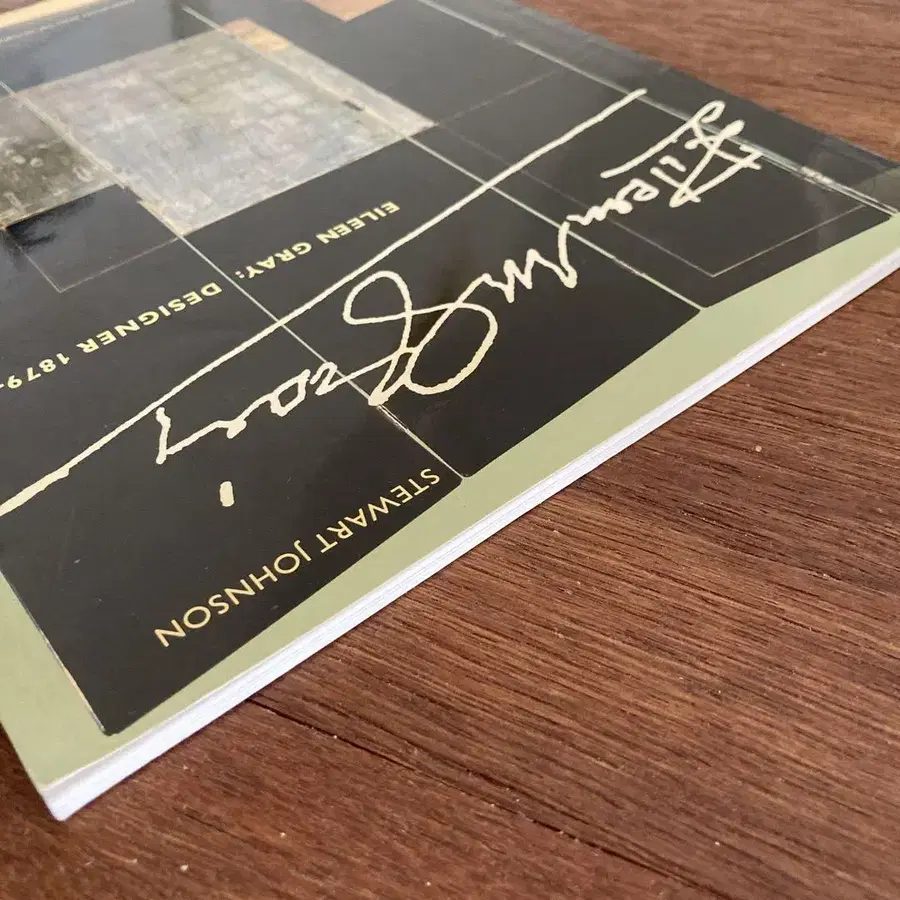 Eileen Gray
EILEEN GRAY: DESIGNER 1879-
STEWART JOHNSON